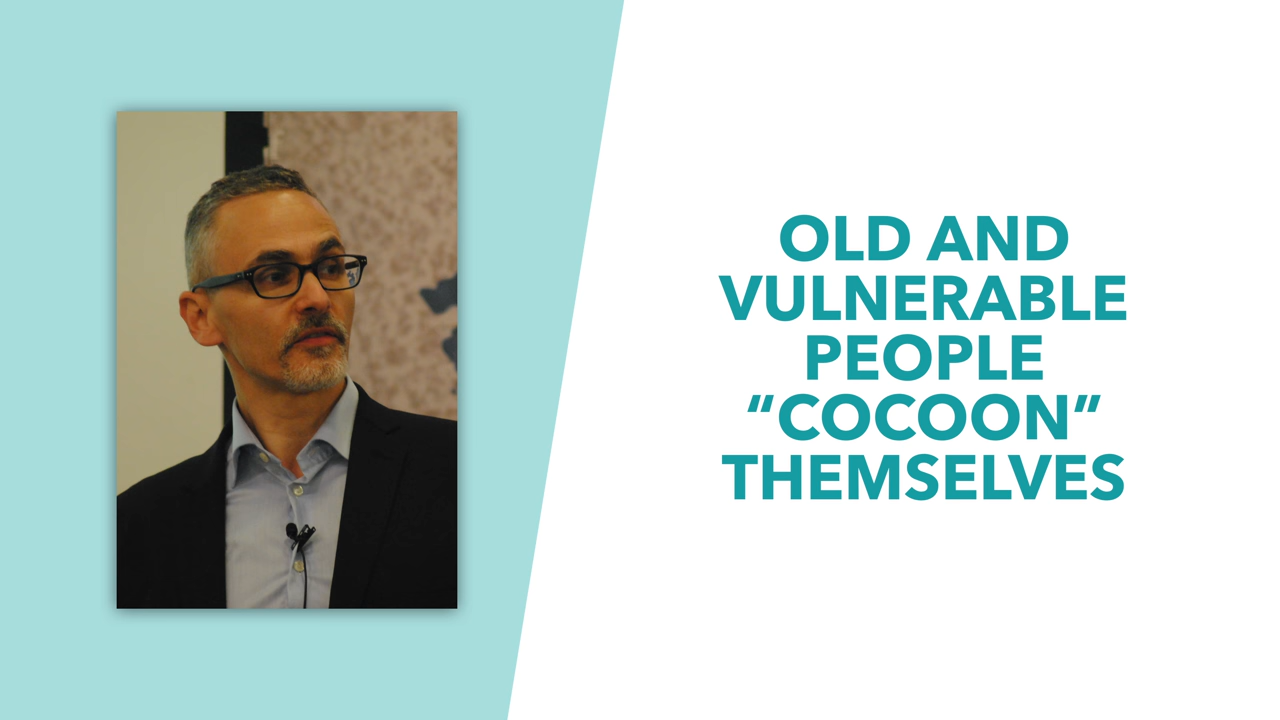 OLD AND
VULNERABLE
PEOPLE
“COCOON”
THEMSELVES